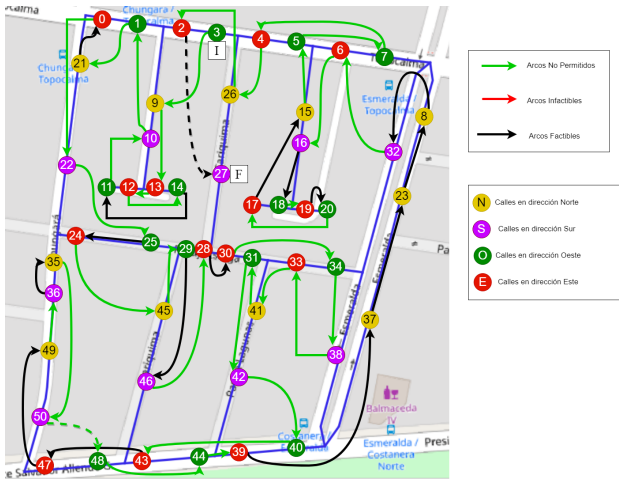 ocalma
Chungara /
Topocalma
0
1
2
3
I
4
5
6
7
Chungara /
Topocalma
21
26
9
10
15
16
Esmeralda /
Topocalma
8
32
22
27
F
11
12
13
14
17
18
19
20
23
24
25
29
28
30
31
33
34
35
36
45
41
37
38
49
46
42
50
47
48
43
44
39
40
Chungará
Esmeralda
Esmeralda
Balmaceda
IV
Esmeralda /
Costanera
Norte
Presi
Pa
Arcos No Permitidos
Arcos Infactibles
Arcos Factibles
N Calles en dirección Norte
S Calles en dirección Sur
O Calles en dirección Oeste
E Calles en dirección Este